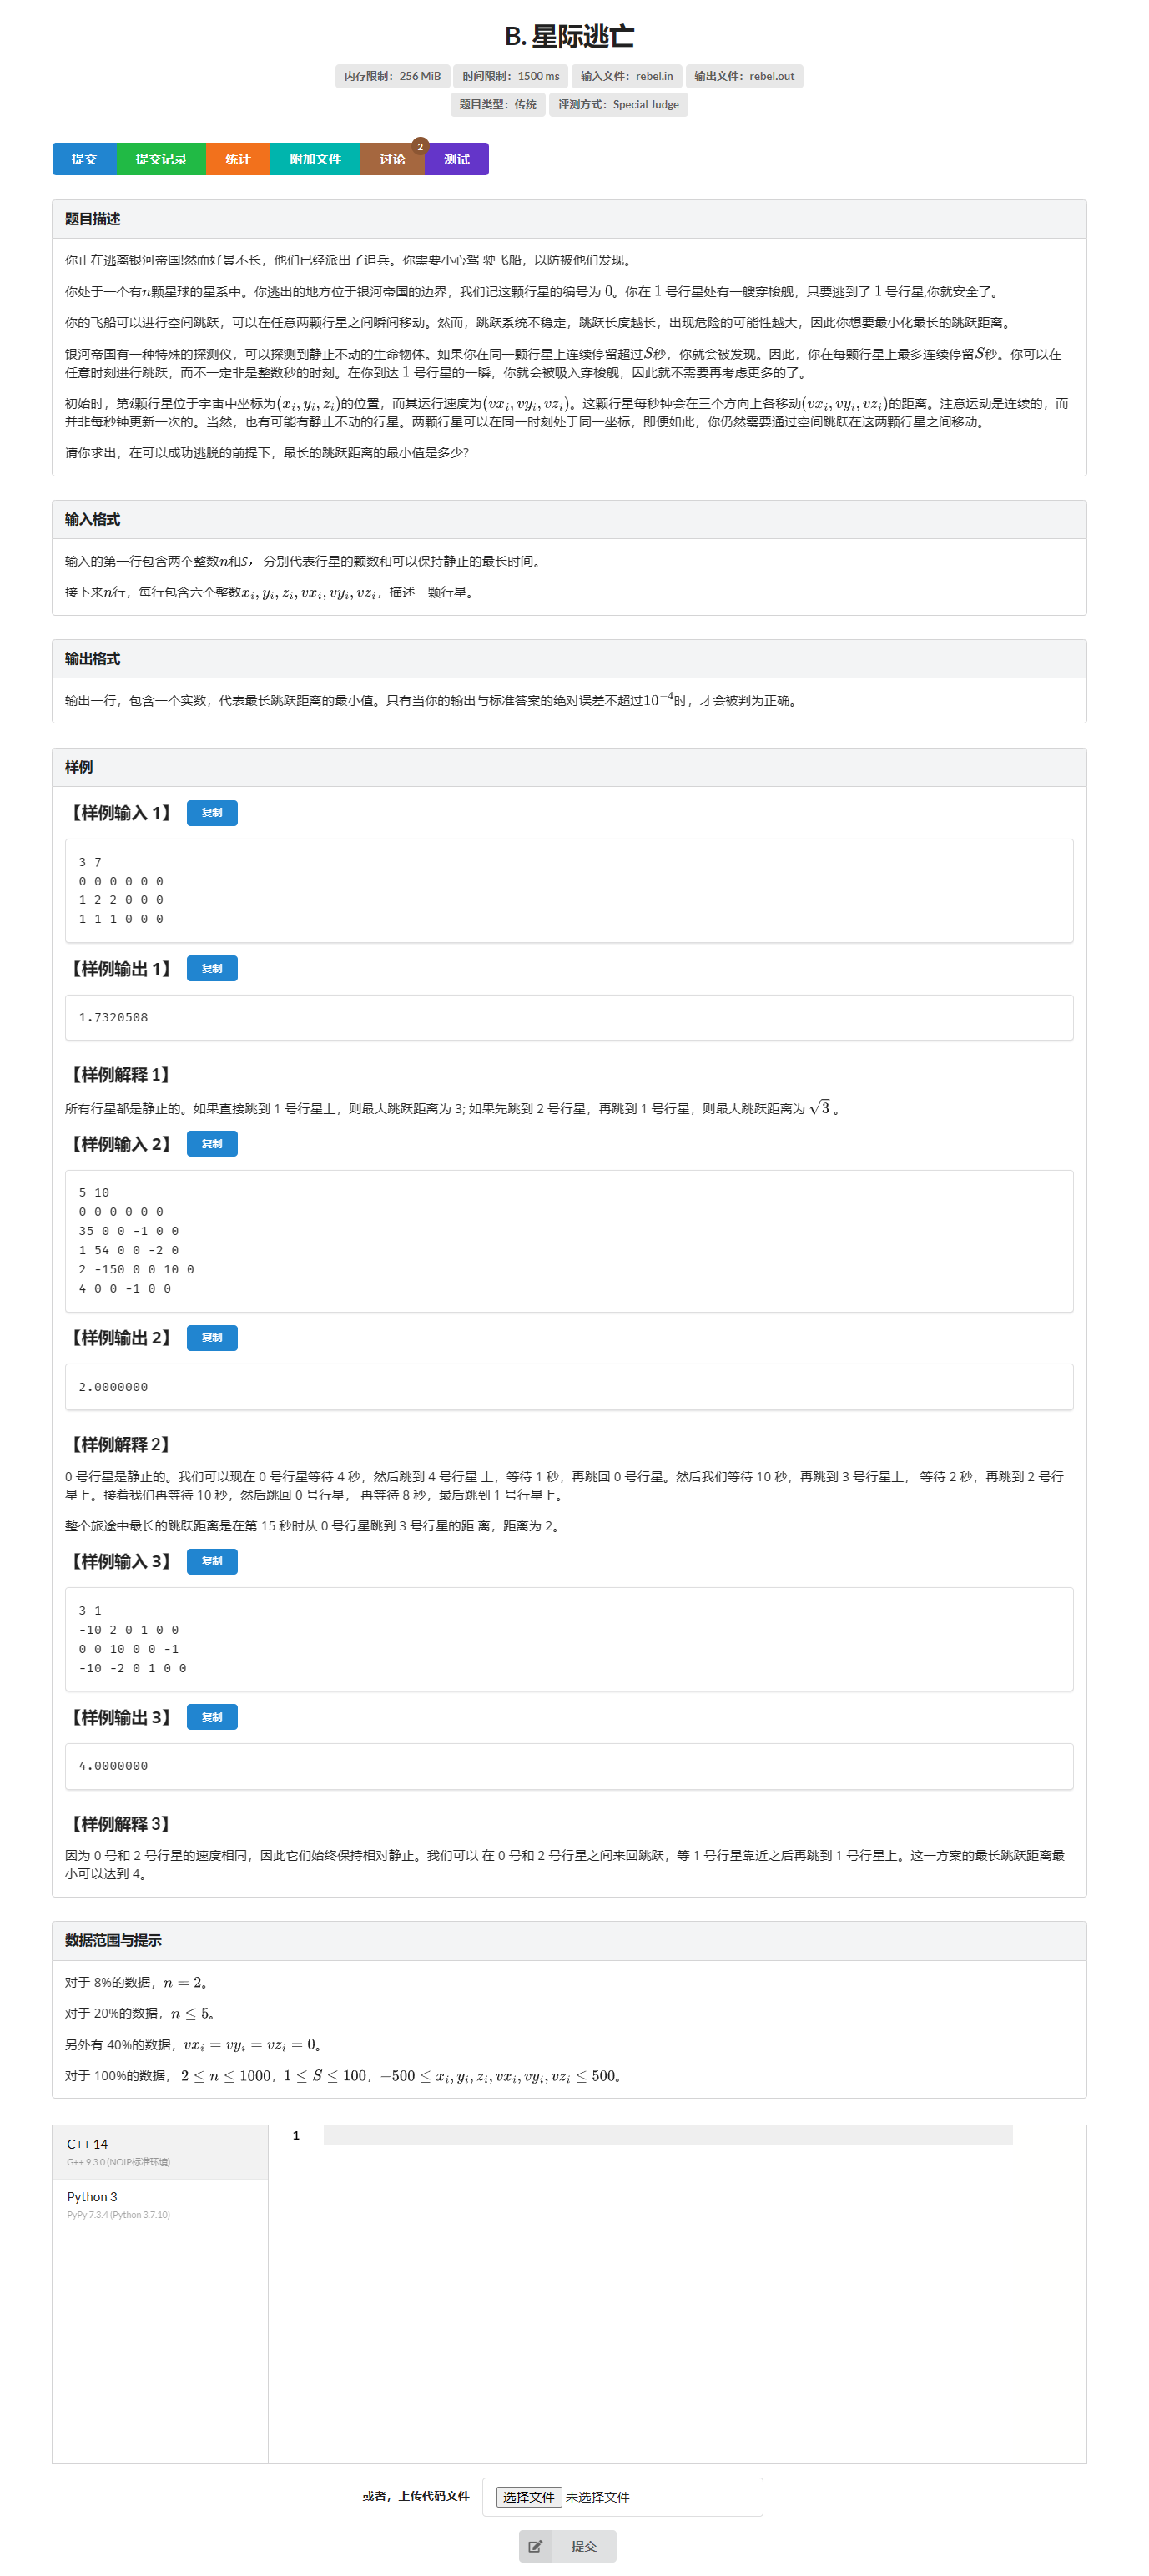 B. 星际逃亡
内存限制：256 MiB 时间限制：1500 ms 输入文件：rebel.in 输出文件：rebel.out
题目类型：传统 评测方式：Special Judge
提交 提交记录 统计 附加文件 讨论 2 测试
题目描述
你正在逃离银河帝国!然而好景不长，他们已经派出了追兵。你需要小心驾 驶飞船，以防被他们发现。
你处于一个有n颗星球的星系中。你逃出的地方位于银河帝国的边界，我们记这颗行星的编号为 0。你在 1 号行星处有一艘穿梭舰，只要逃到了 1 号行星,你就安全了。
你的飞船可以进行空间跳跃，可以在任意两颗行星之间瞬间移动。然而，跳跃系统不稳定，跳跃长度越长，出现危险的可能性越大，因此你想要最小化最长的跳跃距离。
银河帝国有一种特殊的探测仪，可以探测到静止不动的生命物体。如果你在同一颗行星上连续停留超过S秒，你就会被发现。因此，你在每颗行星上最多连续停留S秒。你可以在
任意时刻进行跳跃，而不一定非是整数秒的时刻。在你到达 1 号行星的一瞬，你就会被吸入穿梭舰，因此就不需要再考虑更多的了。
初始时，第i颗行星位于宇宙中坐标为(x_i, y_i, z_i)的位置，而其运行速度为(vx_i, vy_i, vz_i)。这颗行星每秒钟会在三个方向上各移动(vx_i, vy_i, vz_i)的距离。注意运动是连续的，而
并非每秒钟更新一次的。当然，也有可能有静止不动的行星。两颗行星可以在同一时刻处于同一坐标，即便如此，你仍然需要通过空间跳跃在这两颗行星之间移动。
请你求出，在可以成功逃脱的前提下，最长的跳跃距离的最小值是多少?
输入格式
输入的第一行包含两个整数n和S， 分别代表行星的颗数和可以保持静止的最长时间。
接下来n行，每行包含六个整数x_i, y_i, z_i, vx_i, vy_i, vz_i，描述一颗行星。
输出格式
输出一行，包含一个实数，代表最长跳跃距离的最小值。只有当你的输出与标准答案的绝对误差不超过10^{-4}时，才会被判为正确。
样例
【样例输入 1】 复制
3 7
0 0 0 0 0 0
1 2 2 0 0 0
1 1 1 0 0 0
【样例输出 1】 复制
1.7320508
【样例解释 1】
所有行星都是静止的。如果直接跳到 1 号行星上，则最大跳跃距离为 3; 如果先跳到 2 号行星，再跳到 1 号行星，则最大跳跃距离为 √3 。
【样例输入 2】 复制
5 10
0 0 0 0 0 0
35 0 0 -1 0 0
1 54 0 0 -2 0
2 -150 0 0 10 0
4 0 0 -1 0 0
【样例输出 2】 复制
2.0000000
【样例解释 2】
0 号行星是静止的。我们可以现在 0 号行星等待 4 秒，然后跳到 4 号行星 上，等待 1 秒，再跳回 0 号行星。然后我们等待 10 秒，再跳到 3 号行星上， 等待 2 秒，再跳到 2 号行
星上。接着我们再等待 10 秒，然后跳回 0 号行星， 再等待 8 秒，最后跳到 1 号行星上。
整个旅途中最长的跳跃距离是在第 15 秒时从 0 号行星跳到 3 号行星的距 离，距离为 2。
【样例输入 3】 复制
3 1
-10 2 0 1 0 0
0 0 10 0 0 -1
-10 -2 0 1 0 0
【样例输出 3】 复制
4.0000000
【样例解释 3】
因为 0 号和 2 号行星的速度相同，因此它们始终保持相对静止。我们可以 在 0 号和 2 号行星之间来回跳跃，等 1 号行星靠近之后再跳到 1 号行星上。这一方案的最长跳跃距离最
小可以达到 4。
数据范围与提示
对于 8%的数据，n = 2。
对于 20%的数据，n ≤ 5。
另外有 40%的数据，vx_i = vy_i = vz_i = 0。
对于 100%的数据， 2 ≤ n ≤ 1000，1 ≤ S ≤ 100，−500 ≤ x_i, y_i, z_i, vx_i, vy_i, vz_i ≤ 500。
C++ 14 1
G++ 9.3.0 (NOIP标准环境)
Python 3
PyPy 7.3.4 (Python 3.7.10)
或者，上传代码文件 选择文件 未选择文件
提交